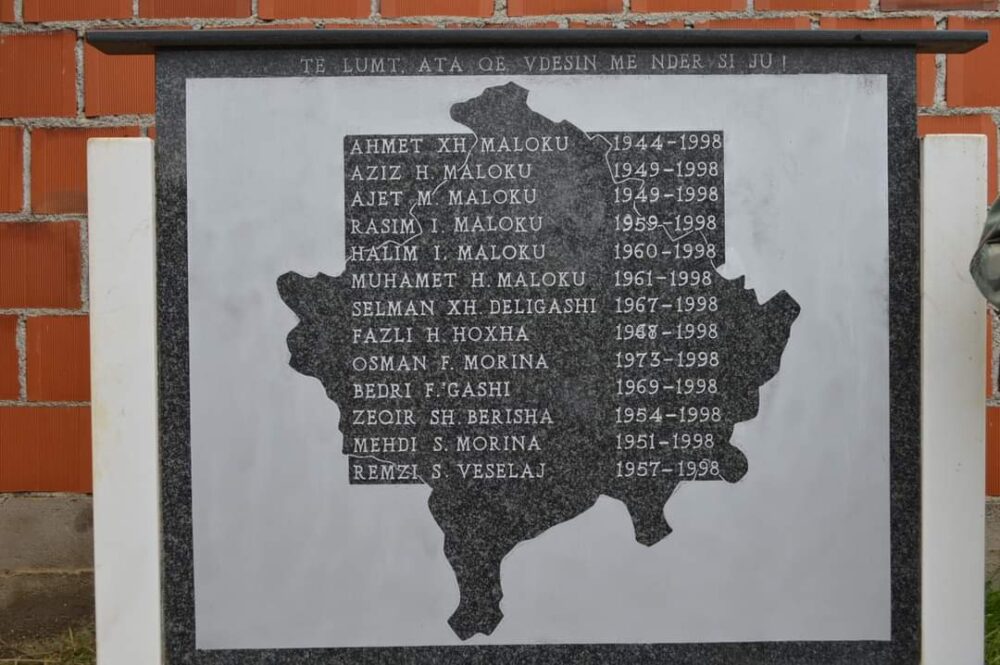 TE LUMT, ATA QE VDESIN ME NDER SI JU !
AHMET XH MALOKU 1944-1998
AZIZ H. MALOKU 1949-1998
AJET M. MALOKU 1949-1998
RASIM I. MALOKU 1959-1998
HALIM I. MALOKU 1960-1998
MUHAMET H. MALOKU 1961-1998
SELMAN XH. DELIGASHI 1967-1998
FAZLI H. HOXHA 1968-1998
OSMAN F. MORINA 1973-1998
BEDRI F. GASHI 1969-1998
ZEQIR SH. BERISHA 1954-1998
MEHDI S. MORINA 1951-1998
REMZI S. VESELAJ 1957-1998